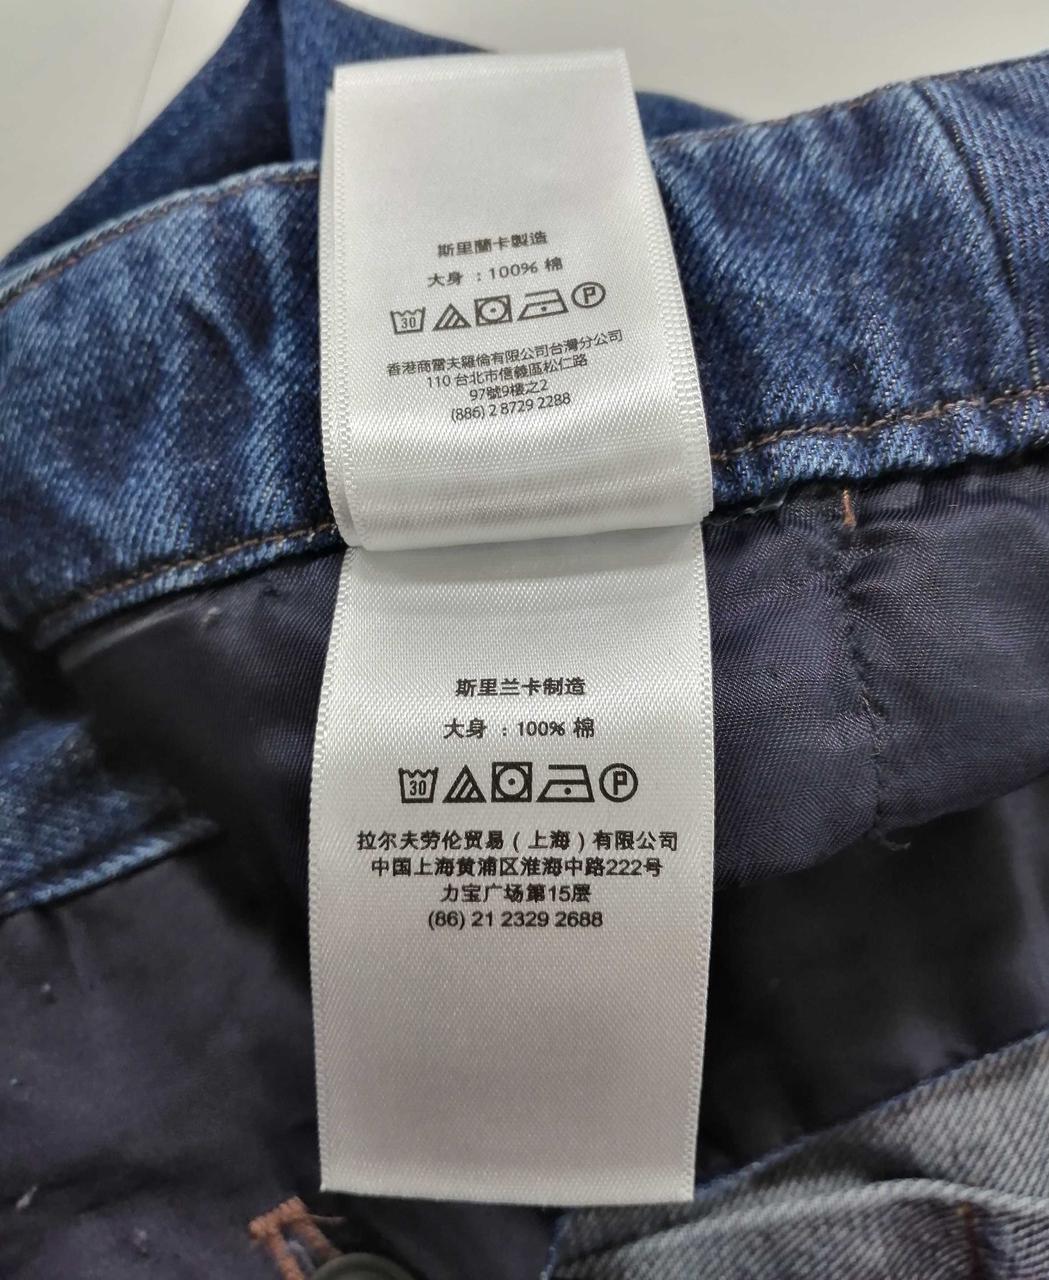 斯里蘭卡製造
大身 : 100% 棉
30 P
香港商雷夫羅倫有限公司台灣分公司
110 台北市信義區松仁路
97號9樓之2
(886) 2 8729 2288
斯里兰卡制造
大身 : 100% 棉
30 P
拉尔夫劳伦贸易 ( 上海 ) 有限公司
中国上海黄浦区淮海中路222号
力宝广场第15层
(86) 21 2329 2688